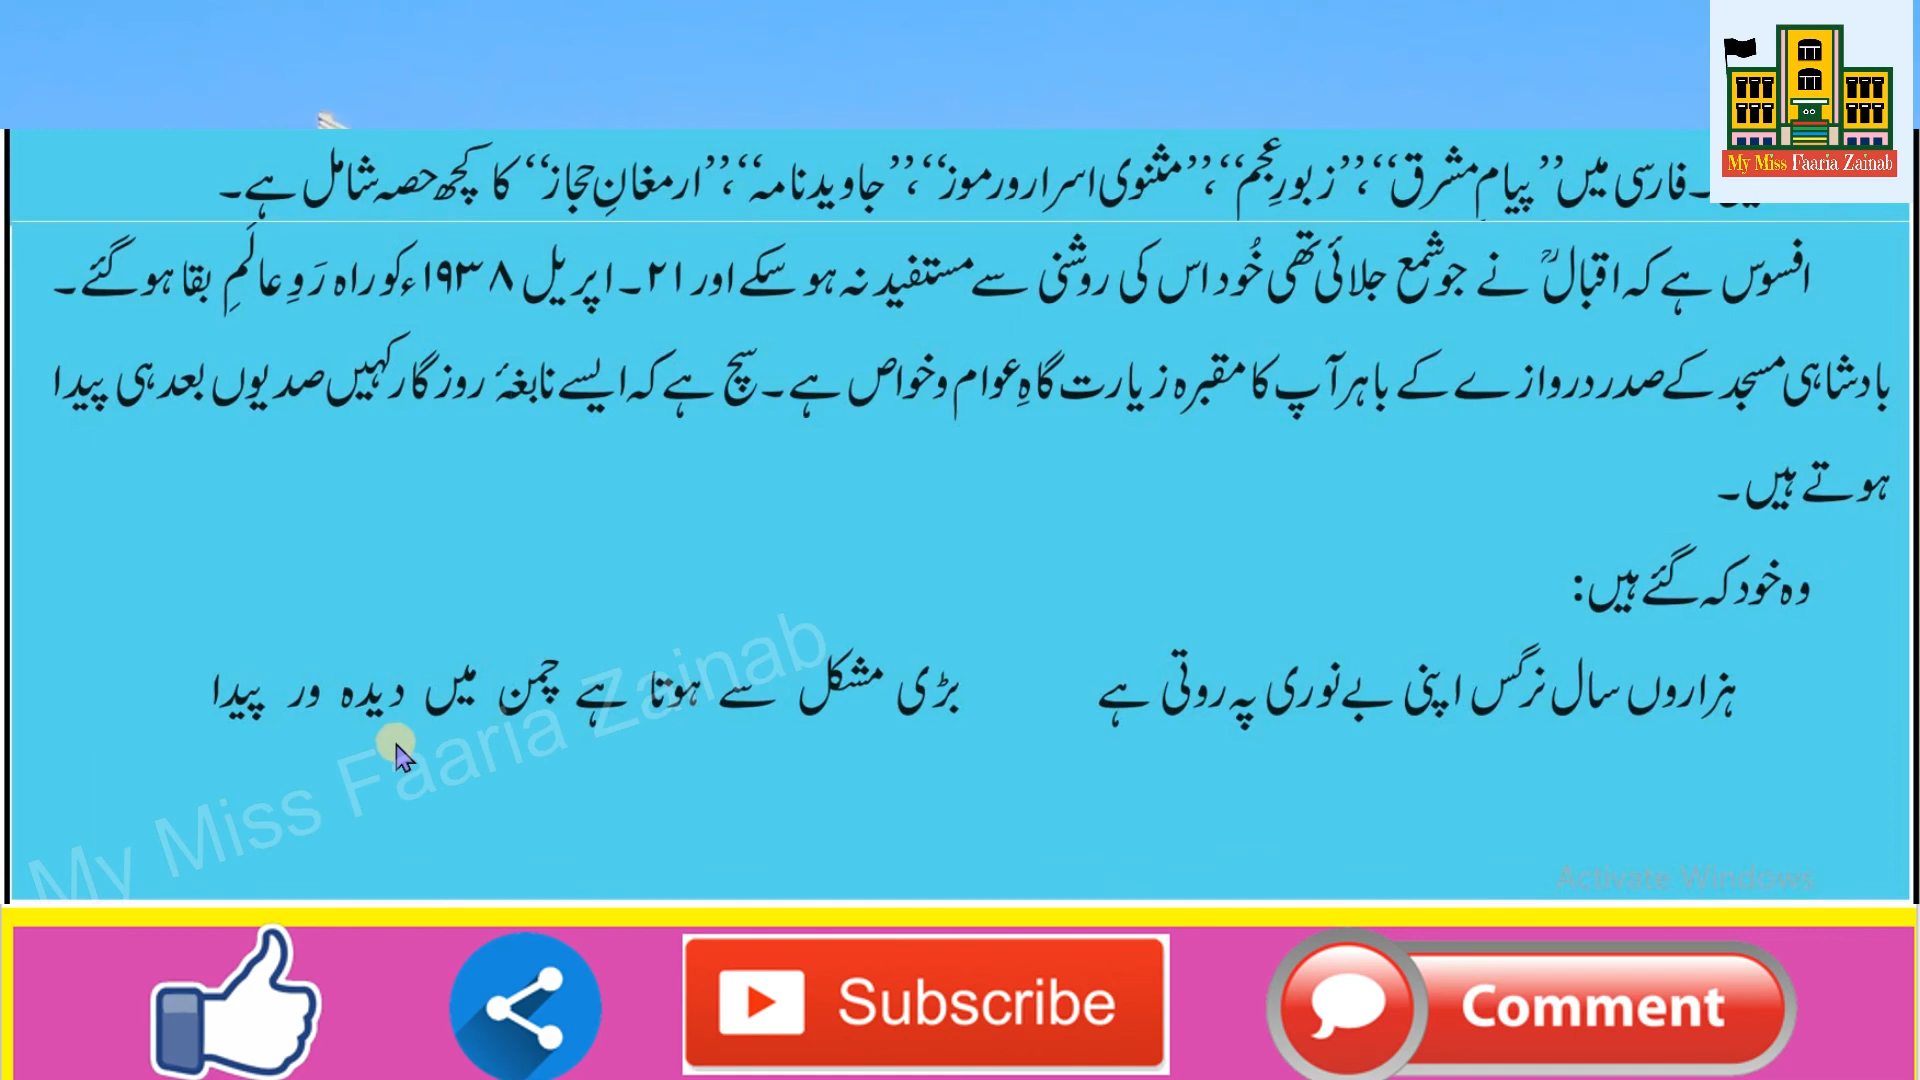 My Miss Faaria Zainab
۔ فارسی میں ”پیامِ مشرق“، ”زبورِ عجم“، ”مثنوی اسرار و رموز“، ”جاوید نامہ“، ”ارمغانِ حجاز“ کا کچھ حصہ شامل ہے۔
افسوس ہے کہ اقبالؒ نے جو شمع جلائی تھی خُود اس کی روشنی سے مستفید نہ ہو سکے اور ۲۱۔ اپریل ۱۹۳۸ء کو راہ رَوِ عالَمِ بقا ہو گئے۔
بادشاہی مسجد کے صدر دروازے کے باہر آپ کا مقبرہ زیارت گاہِ عوام و خواص ہے۔ سچ ہے کہ ایسے نابغۂ روزگار کہیں صدیوں بعد ہی پیدا
ہوتے ہیں۔
وہ خود کہ گئے ہیں:
ہزاروں سال نرگس اپنی بے نوری پہ روتی ہے بڑی مشکل سے ہوتا ہے چمن میں دیدہ ور پیدا
My Miss Faaria Zainab
Activate Windows
Subscribe
Comment